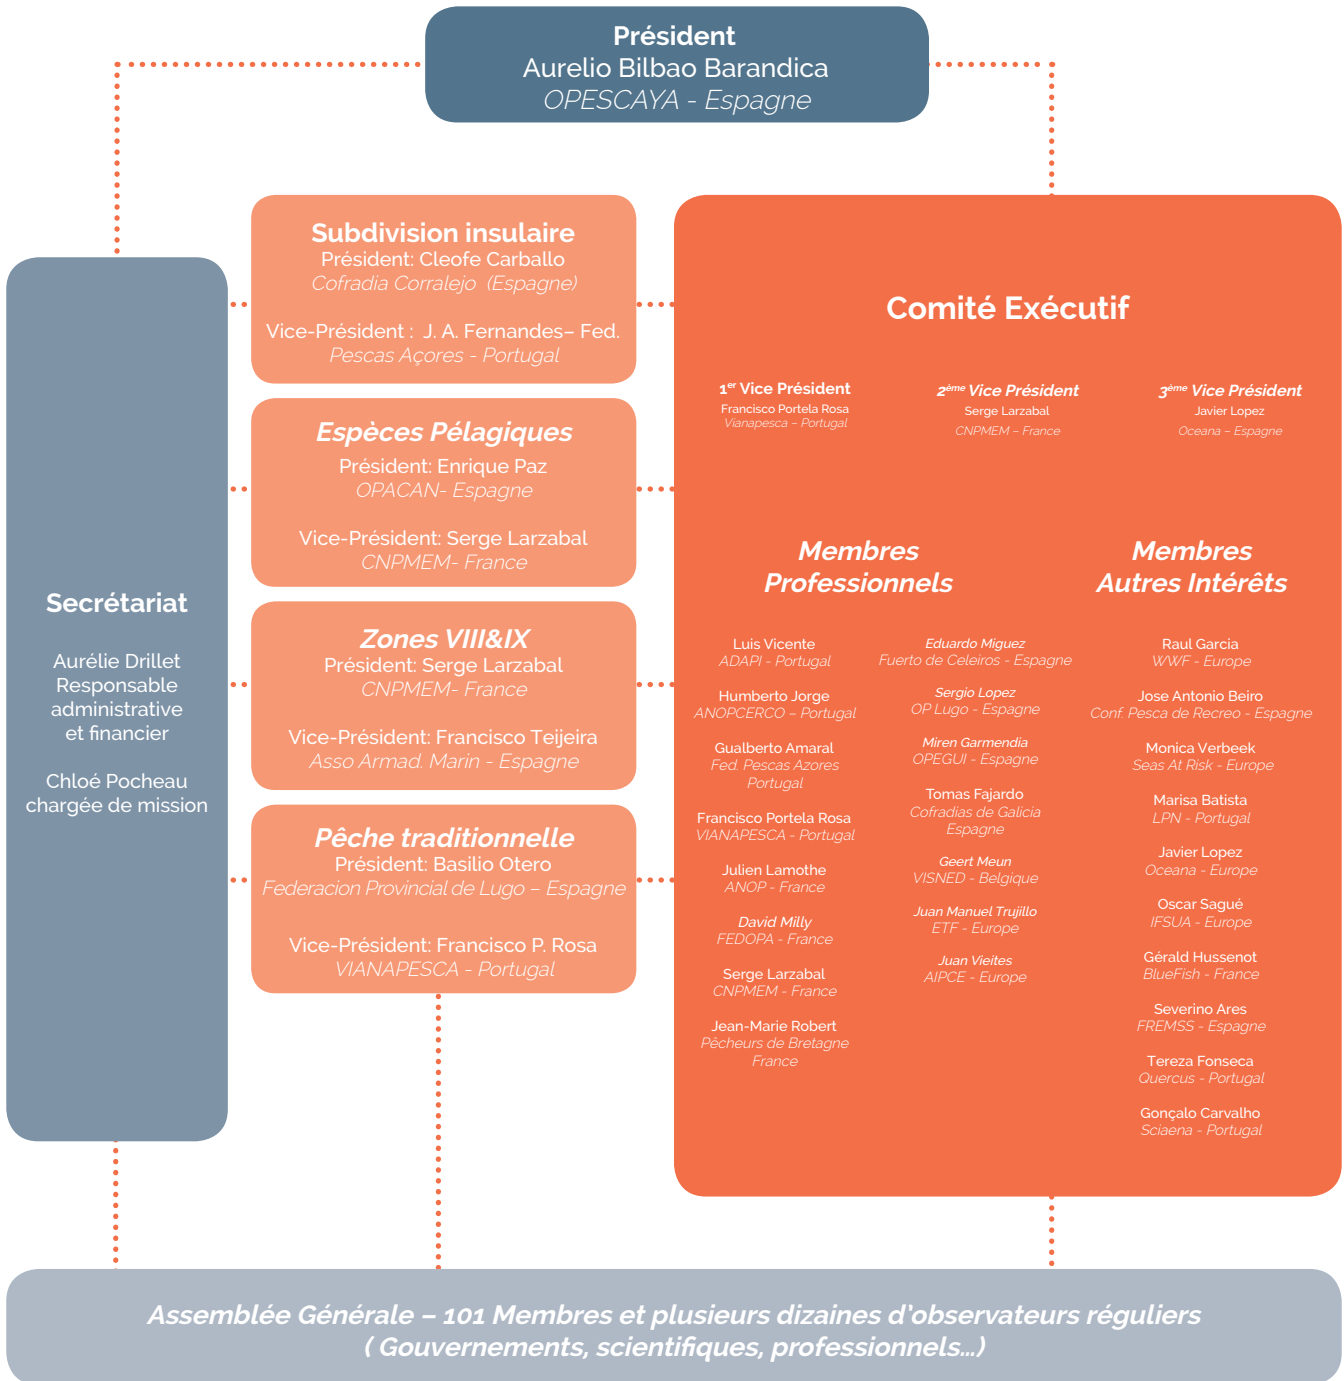 Président
Aurelio Bilbao Barandica
OPESCAYA - Espagne
Subdivision insulaire
Président: Cleofe Carballo
Cofradia Corralejo (Espagne)
Vice-Président : J. A. Fernandes– Fed.
Pescas Açores - Portugal
Espèces Pélagiques
Président: Enrique Paz
OPACAN- Espagne
Vice-Président: Serge Larzabal
CNPMEM- France
Zones VIII&IX
Président: Serge Larzabal
CNPMEM- France
Vice-Président: Francisco Teijeira
Asso Armad. Marin - Espagne
Pêche traditionnelle
Président: Basilio Otero
Federacion Provincial de Lugo – Espagne
Vice-Président: Francisco P. Rosa
VIANAPESCA - Portugal
Secrétariat
Aurélie Drillet
Responsable
administrative
et financier
Chloé Pocheau
chargée de mission
Comité Exécutif
1er Vice Président
Francisco Portela Rosa
Vianapesca – Portugal
2ème Vice Président
Serge Larzabal
CNPMEM – France
3ème Vice Président
Javier Lopez
Oceana – Espagne
Membres
Professionnels
Luis Vicente
ADAPI - Portugal
Humberto Jorge
ANOPCERCO – Portugal
Gualberto Amaral
Fed. Pescas Azores
Portugal
Francisco Portela Rosa
VIANAPESCA - Portugal
Julien Lamothe
ANOP - France
David Milly
FEDOPA - France
Serge Larzabal
CNPMEM - France
Jean-Marie Robert
Pêcheurs de Bretagne
France
Eduardo Miguez
Fuerto de Celeiros - Espagne
Sergio Lopez
OP Lugo - Espagne
Miren Garmendia
OPEGUI - Espagne
Tomas Fajardo
Cofradias de Galicia
Espagne
Geert Meun
VISNED - Belgique
Juan Manuel Trujillo
ETF - Europe
Juan Vieites
AIPCE - Europe
Membres
Autres Intérêts
Raul Garcia
WWF - Europe
Jose Antonio Beiro
Conf. Pesca de Recreo - Espagne
Monica Verbeek
Seas At Risk - Europe
Marisa Batista
LPN - Portugal
Javier Lopez
Oceana - Europe
Oscar Sagué
IFSUA - Europe
Gérald Hussenot
BlueFish - France
Severino Ares
FREMSS - Espagne
Tereza Fonseca
Quercus - Portugal
Gonçalo Carvalho
Sciaena - Portugal
Assemblée Générale – 101 Membres et plusieurs dizaines d’observateurs réguliers
( Gouvernements, scientifiques, professionnels…)